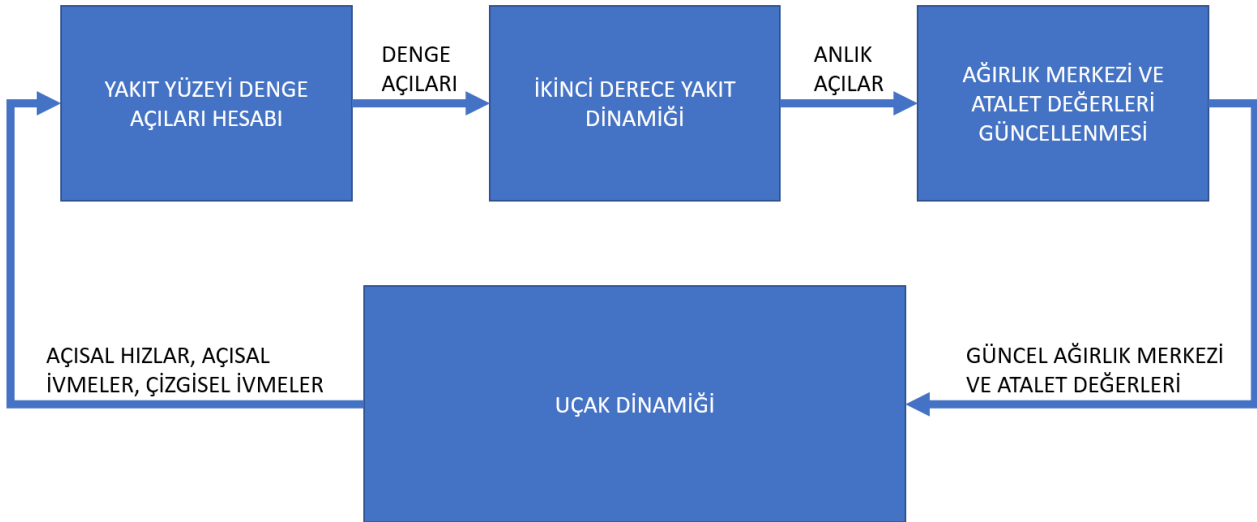 YAKIT YÜZEYİ DENGE
AÇILARI HESABI
DENGE
AÇILARI
İKİNCİ DERECE YAKIT
DİNAMİĞİ
ANLIK
AÇILAR
AĞIRLIK MERKEZİ VE
ATALET DEĞERLERİ
GÜNCELLENMESİ
AÇISAL HIZLAR, AÇISAL
İVMELER, ÇİZGİSEL İVMELER
UÇAK DİNAMİĞİ
GÜNCEL AĞIRLIK MERKEZİ
VE ATALET DEĞERLERİ